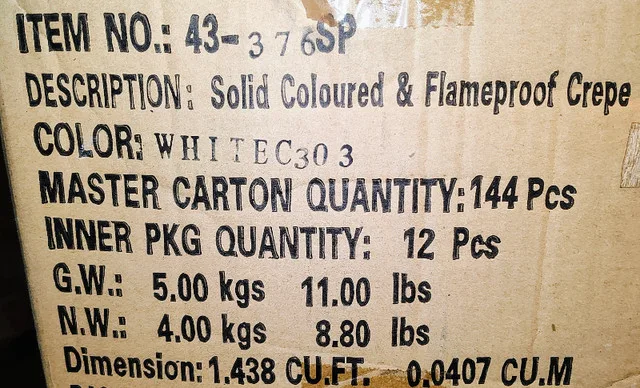 ITEM NO.: 43-376SP
DESCRIPTION: Solid Coloured & Flameproof Crepe
COLOR: WHITEC303
MASTER CARTON QUANTITY: 144 Pcs
INNER PKG QUANTITY: 12 Pcs
G.W.: 5.00 kgs 11.00 lbs
N.W.: 4.00 kgs 8.80 lbs
Dimension: 1.438 CU.FT. 0.0407 CU.M